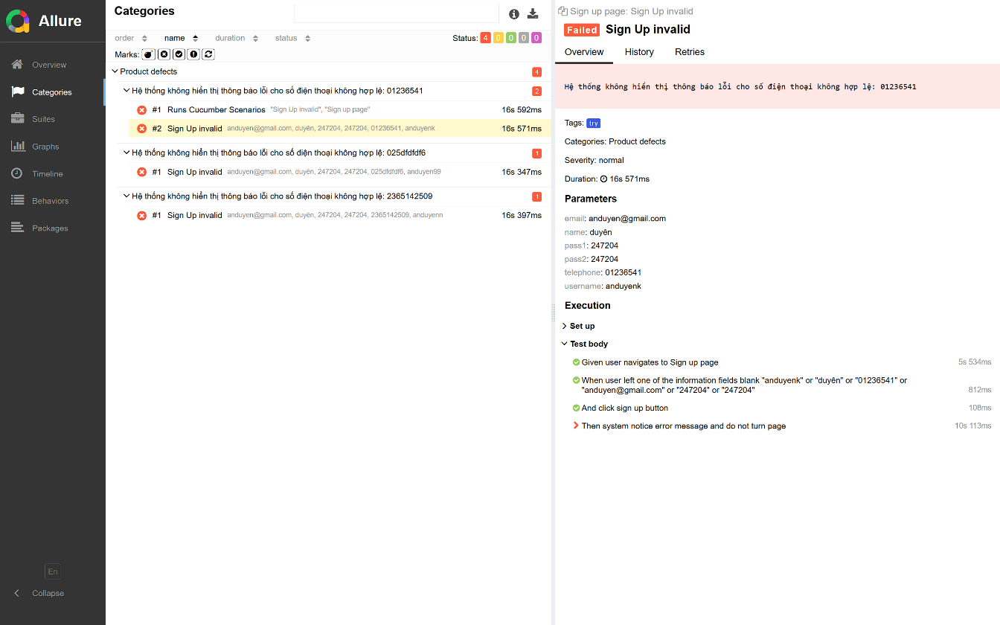 Allure
Overview
Categories
Suites
Graphs
Timeline
Behaviors
Packages
En
Collapse
Categories
order name duration status Status: 4 0 0 0 0
Marks:
Product defects 4
Hệ thống không hiển thị thông báo lỗi cho số điện thoại không hợp lệ: 01236541 2
#1 Runs Cucumber Scenarios "Sign Up invalid", "Sign up page" 16s 592ms
#2 Sign Up invalid anduyen@gmail.com, duyên, 247204, 247204, 01236541, anduyenk 16s 571ms
Hệ thống không hiển thị thông báo lỗi cho số điện thoại không hợp lệ: 025dfdfdf6 1
#1 Sign Up invalid anduyen@gmail.com, duyên, 247204, 247204, 025dfdfdf6, anduyen99 16s 347ms
Hệ thống không hiển thị thông báo lỗi cho số điện thoại không hợp lệ: 2365142509 1
#1 Sign Up invalid anduyen@gmail.com, duyên, 247204, 247204, 2365142509, anduyenn 16s 397ms
Sign up page: Sign Up invalid
Failed Sign Up invalid
Overview History Retries
Hệ thống không hiển thị thông báo lỗi cho số điện thoại không hợp lệ: 01236541
Tags: try
Categories: Product defects
Severity: normal
Duration: 16s 571ms
Parameters
email: anduyen@gmail.com
name: duyên
pass1: 247204
pass2: 247204
telephone: 01236541
username: anduyenk
Execution
Set up
Test body
Given user navigates to Sign up page 5s 534ms
When user left one of the information fields blank "anduyenk" or "duyên" or "01236541" or
"anduyen@gmail.com" or "247204" or "247204" 812ms
And click sign up button 108ms
Then system notice error message and do not turn page 10s 113ms